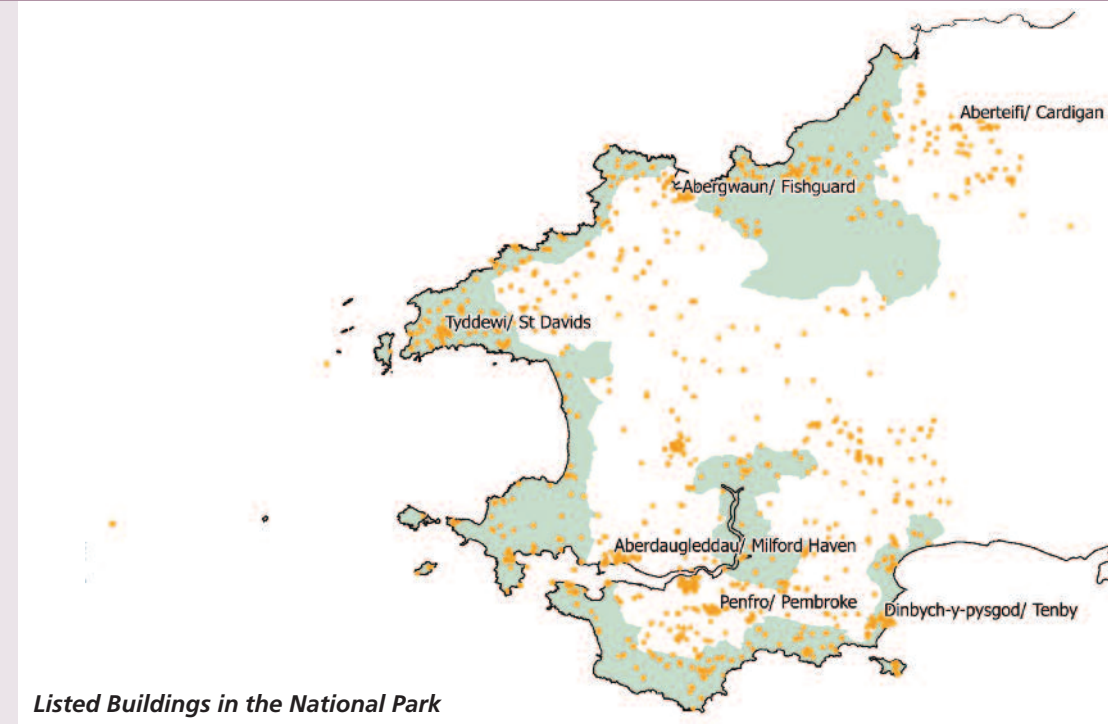 Aberteifi/ Cardigan
Abergwaun/ Fishguard
Tyddewi/ St Davids
Aberdaugleddau/ Milford Haven
Penfro/ Pembroke
Dinbych-y-pysgod/ Tenby
Listed Buildings in the National Park